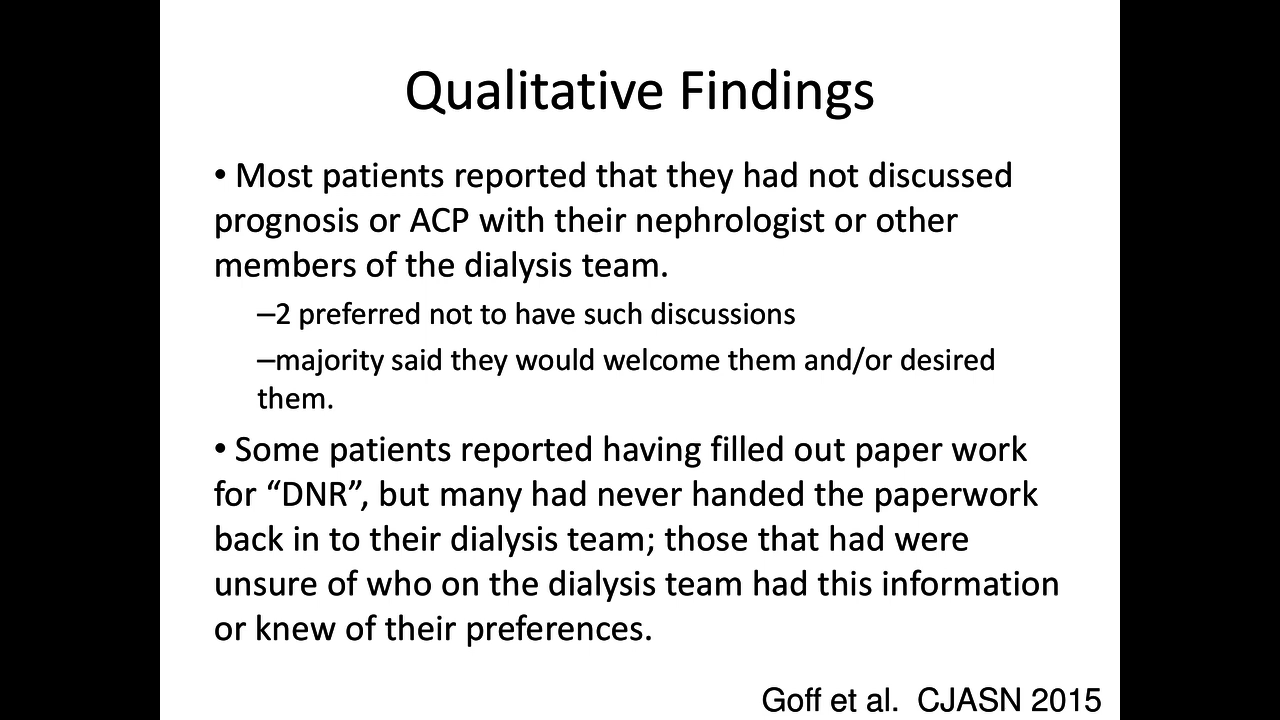 Qualitative Findings
• Most patients reported that they had not discussed
prognosis or ACP with their nephrologist or other
members of the dialysis team.
–2 preferred not to have such discussions
–majority said they would welcome them and/or desired
them.
• Some patients reported having filled out paper work
for “DNR”, but many had never handed the paperwork
back in to their dialysis team; those that had were
unsure of who on the dialysis team had this information
or knew of their preferences.
Goff et al.  CJASN 2015